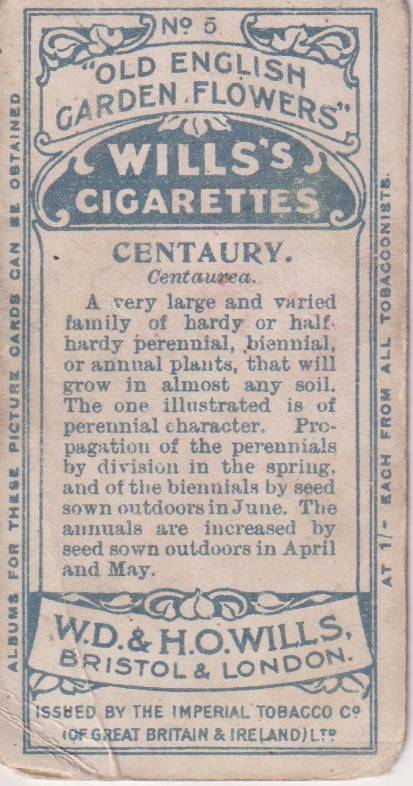 No 5
"OLD ENGLISH
GARDEN FLOWERS"
WILLS'S
CIGARETTES
CENTAURY.
Centaurea.
A very large and varied
family of hardy or half-
hardy perennial, biennial,
or annual plants, that will
grow in almost any soil.
The one illustrated is of
perennial character. Pro-
pagation of the perennials
by division in the spring,
and of the biennials by seed
sown outdoors in June. The
annuals are increased by
seed sown outdoors in April
and May.
W.D. & H.O. WILLS,
BRISTOL & LONDON.
ISSUED BY THE IMPERIAL TOBACCO Co
(OF GREAT BRITAIN & IRELAND) LTD
ALBUMS FOR THESE PICTURE CARDS CAN BE OBTAINED
AT 1/- EACH FROM ALL TOBACCONISTS.